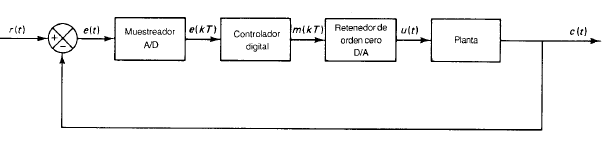 r(t)
+
−
e(t)
Muestreador
A/D
e(kT)
Controlador
digital
m(kT)
Retenedor de
orden cero
D/A
u(t)
Planta
c(t)